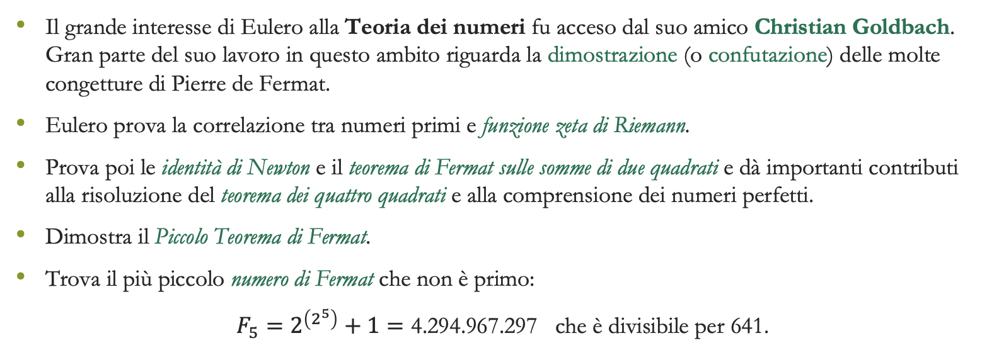 • Il grande interesse di Eulero alla Teoria dei numeri fu acceso dal suo amico Christian Goldbach.
Gran parte del suo lavoro in questo ambito riguarda la dimostrazione (o confutazione) delle molte
congetture di Pierre de Fermat.
• Eulero prova la correlazione tra numeri primi e funzione zeta di Riemann.
• Prova poi le identità di Newton e il teorema di Fermat sulle somme di due quadrati e dà importanti contributi
alla risoluzione del teorema dei quattro quadrati e alla comprensione dei numeri perfetti.
• Dimostra il Piccolo Teorema di Fermat.
• Trova il più piccolo numero di Fermat che non è primo:
F₅ = 2^(2⁵) + 1 = 4.294.967.297 che è divisibile per 641.